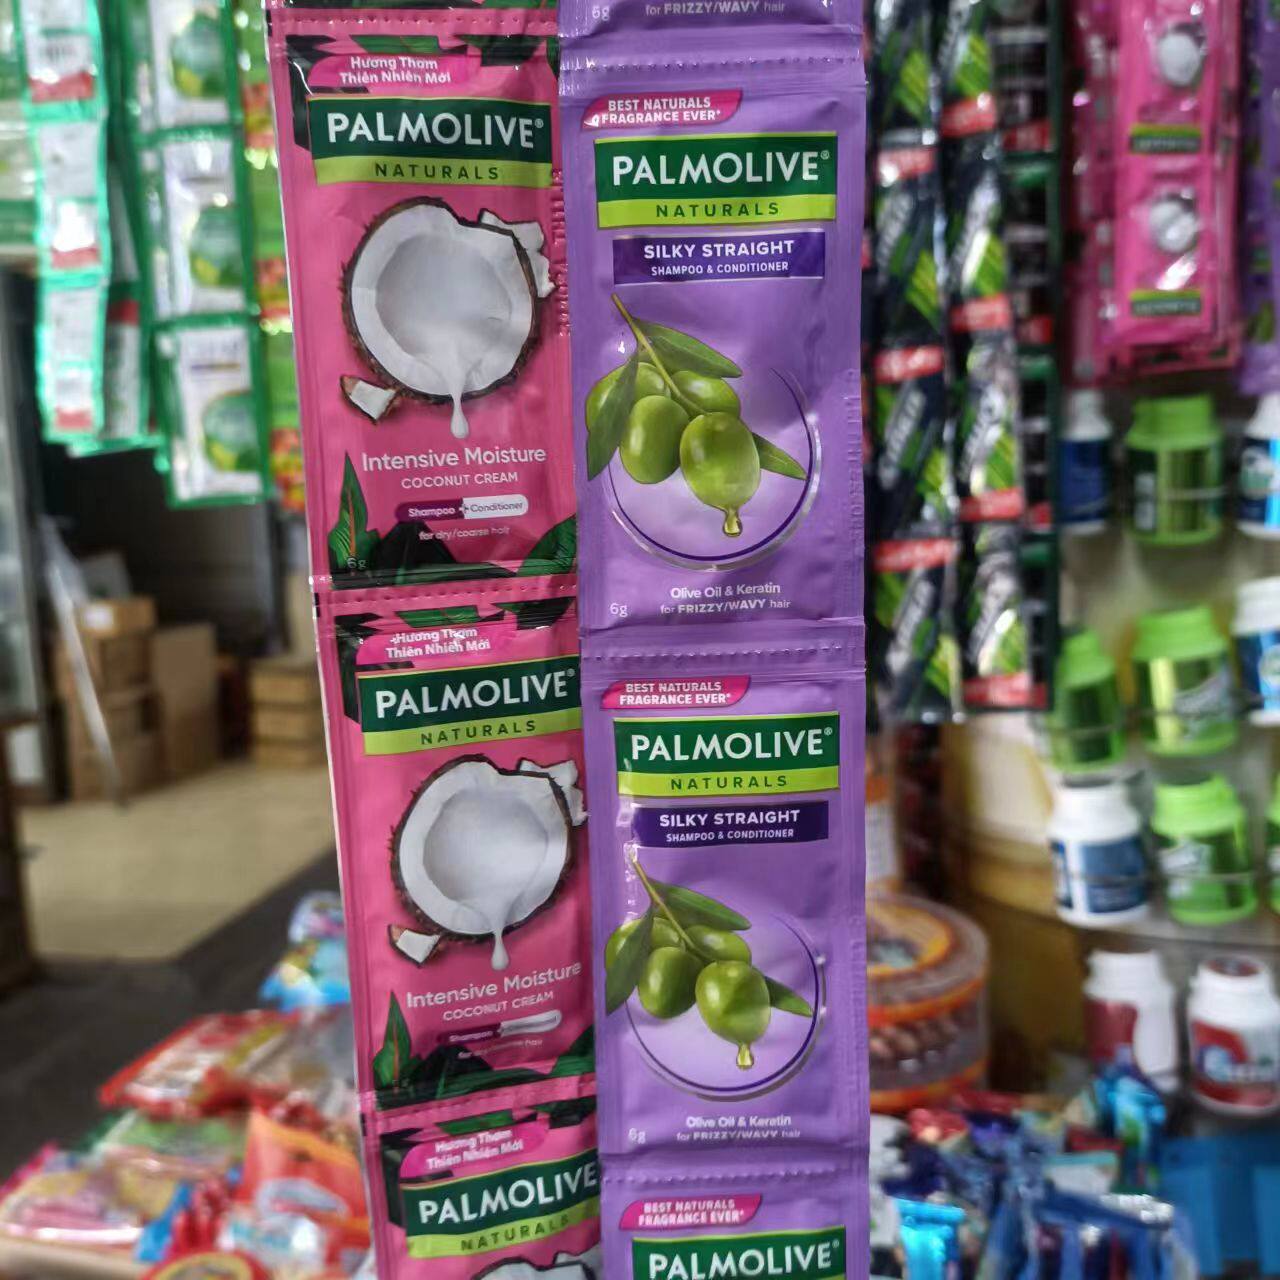 Hương Thơm
Thiên Nhiên Mới
PALMOLIVE®
NATURALS
Intensive Moisture
COCONUT CREAM
Shampoo + Conditioner
for dry/coarse hair
6g
Hương Thơm
Thiên Nhiên Mới
PALMOLIVE®
NATURALS
Intensive Moisture
COCONUT CREAM
Shampoo
Hương Thơm
Thiên Nhiên Mới
PALMOLIVE
NATURALS
6g
for FRIZZY/WAVY hair
BEST NATURALS
FRAGRANCE EVER*
PALMOLIVE®
NATURALS
SILKY STRAIGHT
SHAMPOO & CONDITIONER
Olive Oil & Keratin
6g for FRIZZY/WAVY hair
BEST NATURALS
FRAGRANCE EVER*
PALMOLIVE®
NATURALS
SILKY STRAIGHT
SHAMPOO & CONDITIONER
Olive Oil & Keratin
6g for FRIZZY/WAVY hair
BEST NATURALS
FRAGRANCE EVER*
PALMOLIVE®